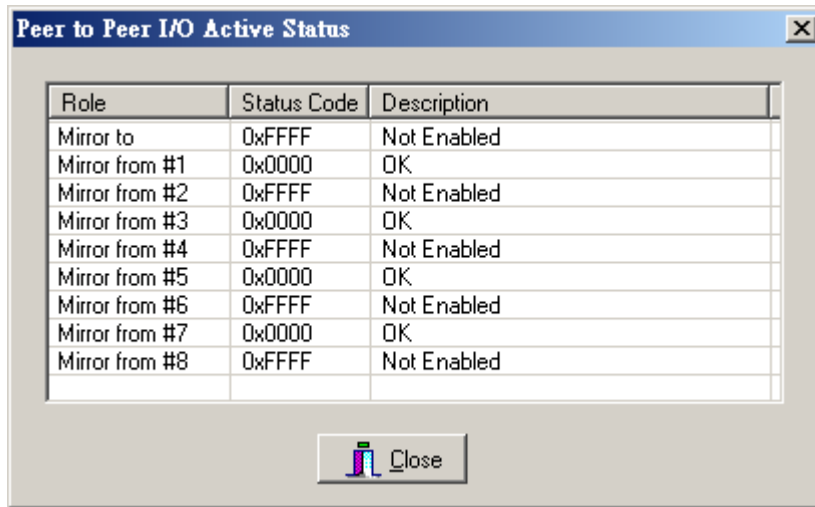 Peer to Peer I/O Active Status
Role Status Code Description
Mirror to 0xFFFF Not Enabled
Mirror from #1 0x0000 OK
Mirror from #2 0xFFFF Not Enabled
Mirror from #3 0x0000 OK
Mirror from #4 0xFFFF Not Enabled
Mirror from #5 0x0000 OK
Mirror from #6 0xFFFF Not Enabled
Mirror from #7 0x0000 OK
Mirror from #8 0xFFFF Not Enabled
Close